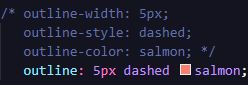 /* outline-width: 5px;
outline-style: dashed;
outline-color: salmon; */
outline: 5px dashed salmon;